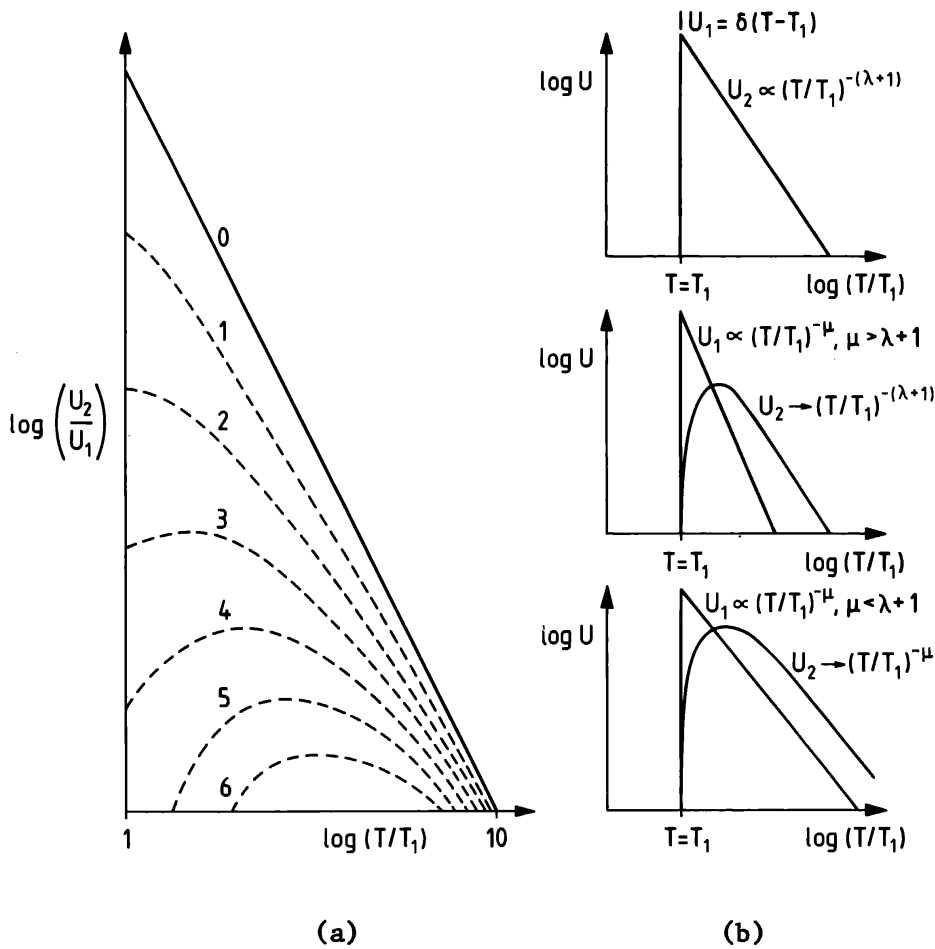 0
1
2
3
4
5
6
log (U₂/U₁)
1
log (T/T₁)
10
(a)
U₁ = δ(T-T₁)
log U
U₂ ∝ (T/T₁)^-(λ+1)
T = T₁
log (T/T₁)
U₁ ∝ (T/T₁)^-μ, μ > λ+1
log U
U₂ → (T/T₁)^-(λ+1)
T = T₁
log (T/T₁)
U₁ ∝ (T/T₁)^-μ, μ < λ+1
log U
U₂ → (T/T₁)^-μ
T = T₁
log (T/T₁)
(b)